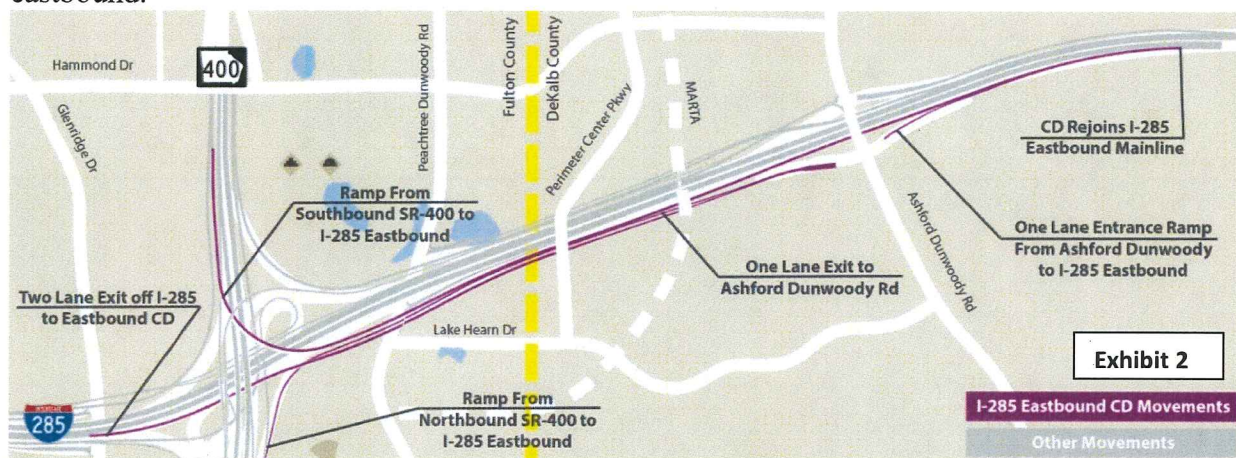 eastbound.
Hammond Dr
400
Glenridge Dr
Peachtree Dunwoody Rd
Fulton County
DeKalb County
Perimeter Center Pkwy
MARTA
CD Rejoins I-285
Eastbound Mainline
Ramp From
Southbound SR-400 to
I-285 Eastbound
Ashford Dunwoody Rd
One Lane Entrance Ramp
From Ashford Dunwoody
to I-285 Eastbound
One Lane Exit to
Ashford Dunwoody Rd
Two Lane Exit off I-285
to Eastbound CD
Lake Hearn Dr
Exhibit 2
INTERSTATE
285
Ramp From
Northbound SR-400 to
I-285 Eastbound
I-285 Eastbound CD Movements
Other Movements